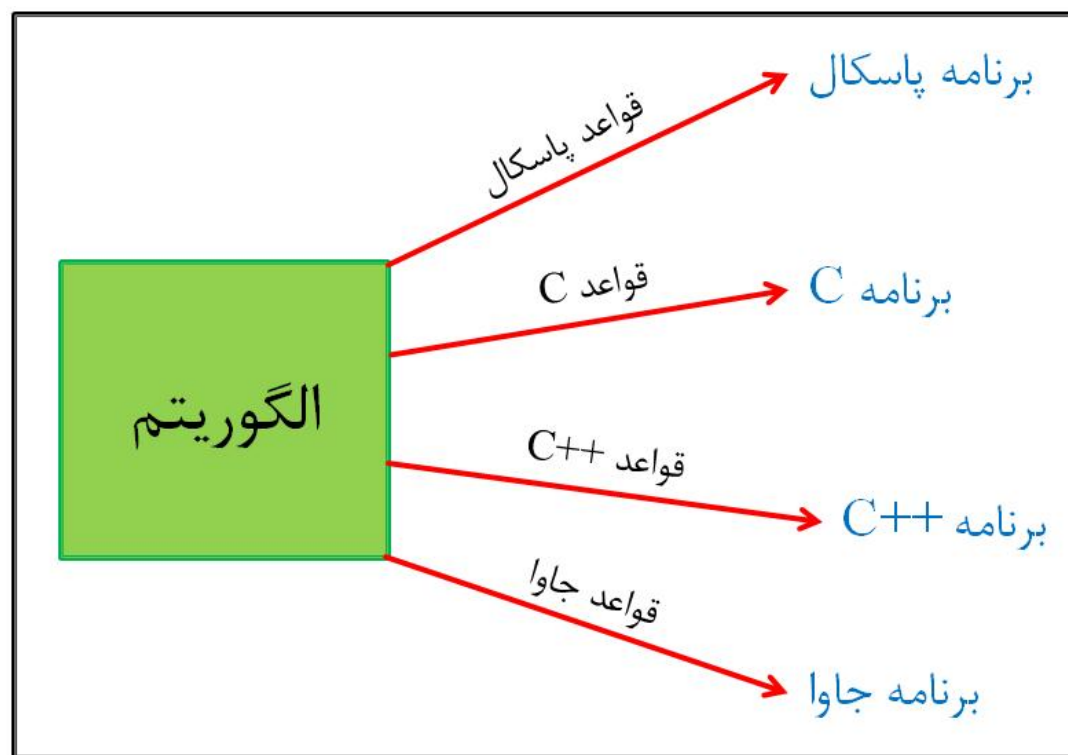 برنامه پاسکال
قواعد پاسکال
قواعد C
برنامه C
الگوریتم
قواعد C++
برنامه C++
قواعد جاوا
برنامه جاوا